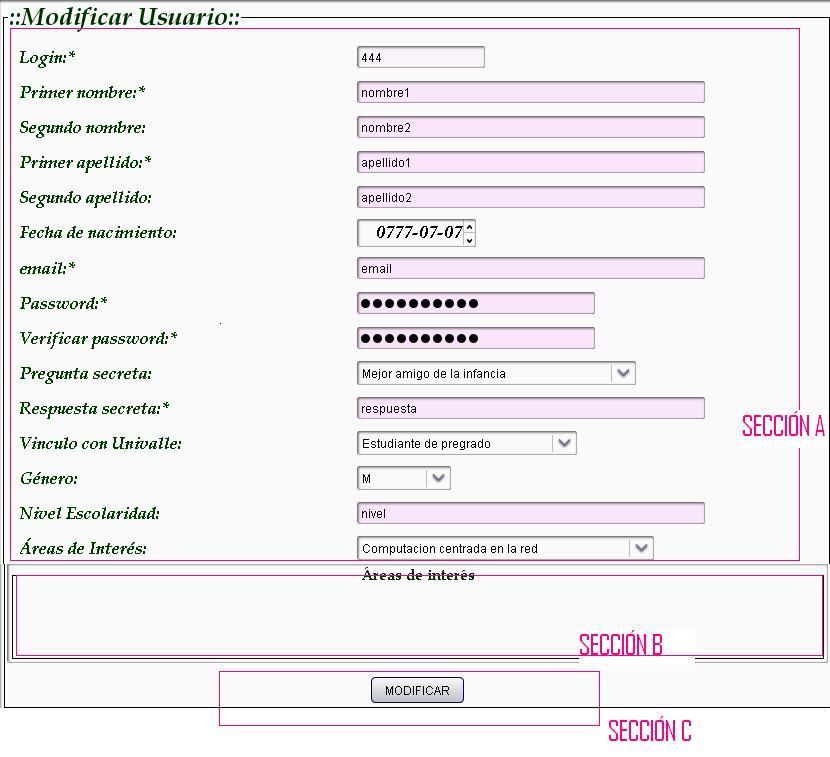 ::Modificar Usuario::
Login:* 444
Primer nombre:* nombre1
Segundo nombre: nombre2
Primer apellido:* apellido1
Segundo apellido: apellido2
Fecha de nacimiento: 0777-07-07
email:* email
Password:* ●●●●●●●●●●
Verificar password:* ●●●●●●●●●●
Pregunta secreta: Mejor amigo de la infancia
Respuesta secreta:* respuesta
SECCIÓN A
Vinculo con Univalle: Estudiante de pregrado
Género: M
Nivel Escolaridad: nivel
Áreas de Interés: Computacion centrada en la red
Áreas de interés
SECCIÓN B
MODIFICAR
SECCIÓN C